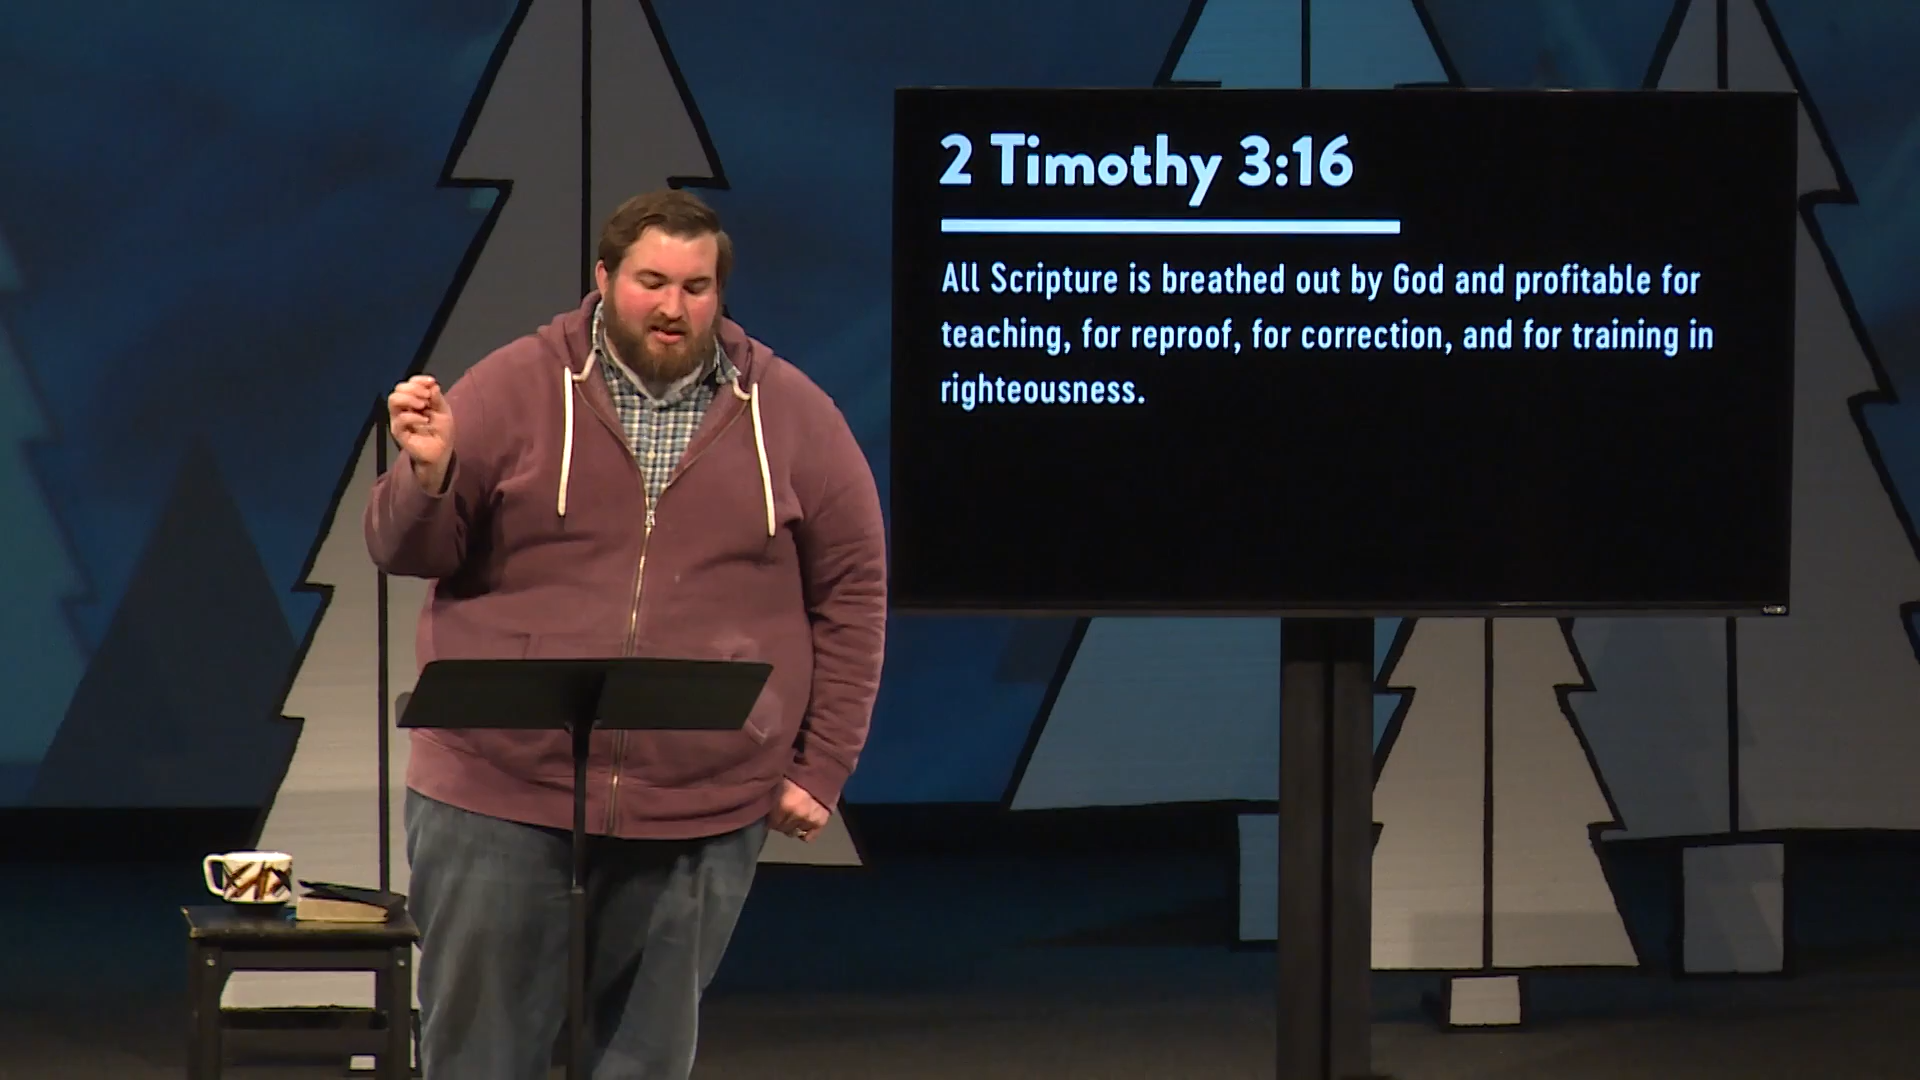 2 Timothy 3:16
All Scripture is breathed out by God and profitable for
teaching, for reproof, for correction, and for training in
righteousness.